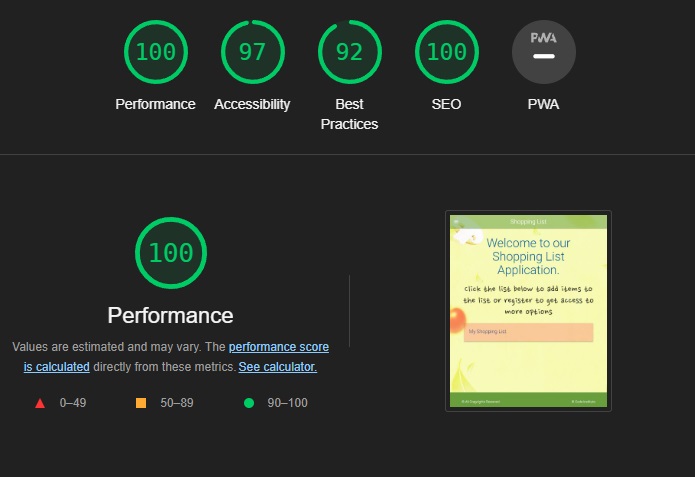 100 97 92 100 PWA
Performance Accessibility Best Practices SEO PWA
100
Performance
Values are estimated and may vary. The performance score
is calculated directly from these metrics. See calculator.
0–49 50–89 90–100
Shopping List
Welcome to our
Shopping List
Application.
Click the list below to add items to
the list or register to get access to
more options
My Shopping List